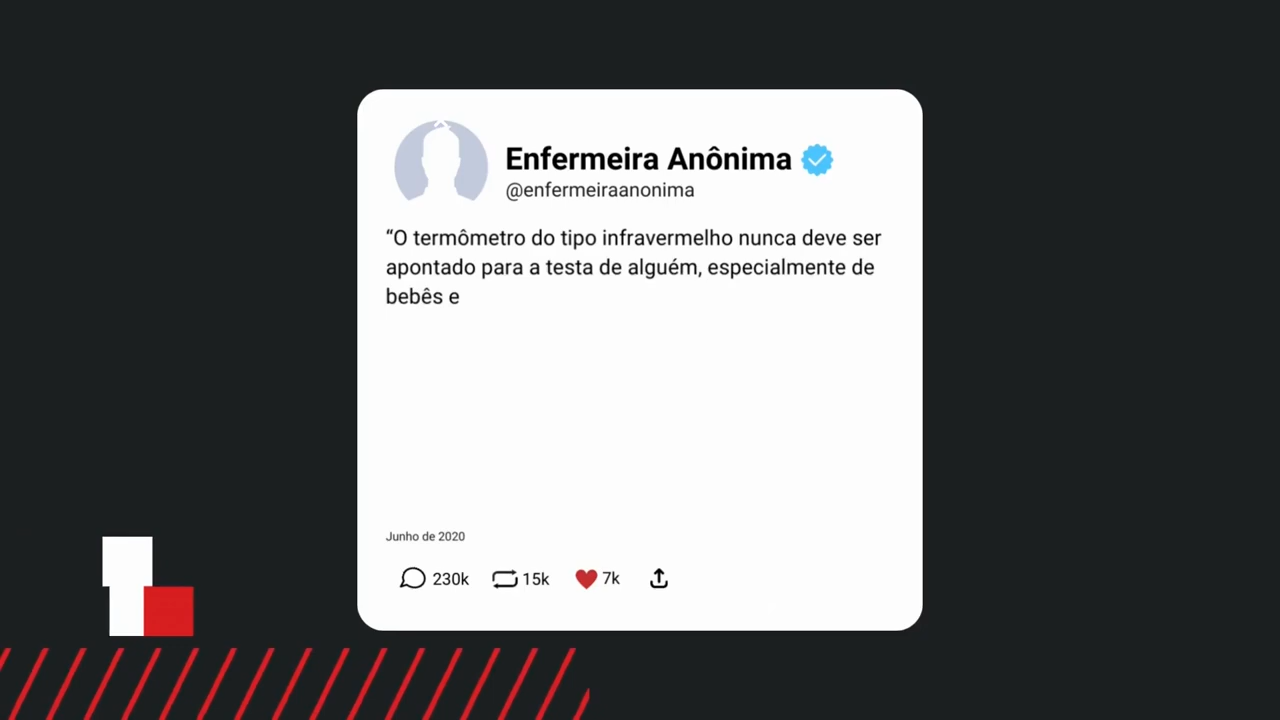 Enfermeira Anônima
@enfermeiraanonima
“O termômetro do tipo infravermelho nunca deve ser
apontado para a testa de alguém, especialmente de
bebês e
Junho de 2020
230k 15k 7k